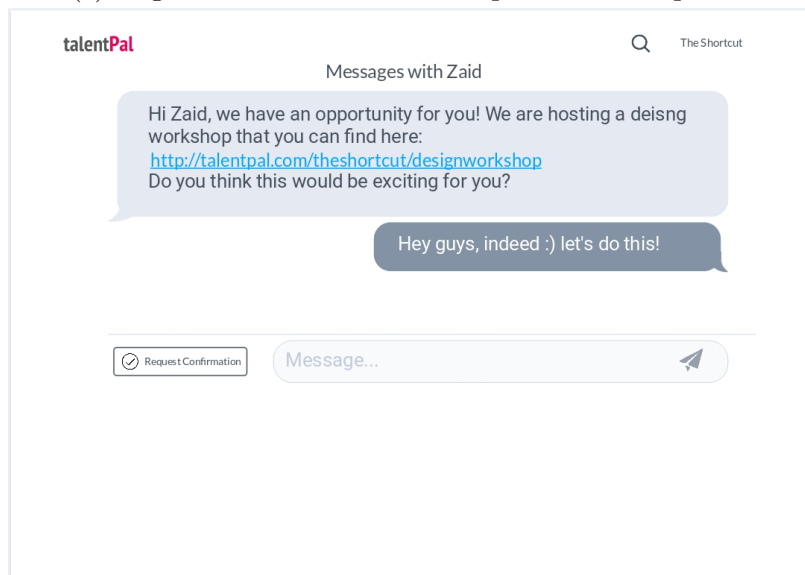 talentPal
The Shortcut
Messages with Zaid
Hi Zaid, we have an opportunity for you! We are hosting a deisng
workshop that you can find here:
http://talentpal.com/theshortcut/designworkshop
Do you think this would be exciting for you?
Hey guys, indeed :) let's do this!
Request Confirmation
Message...